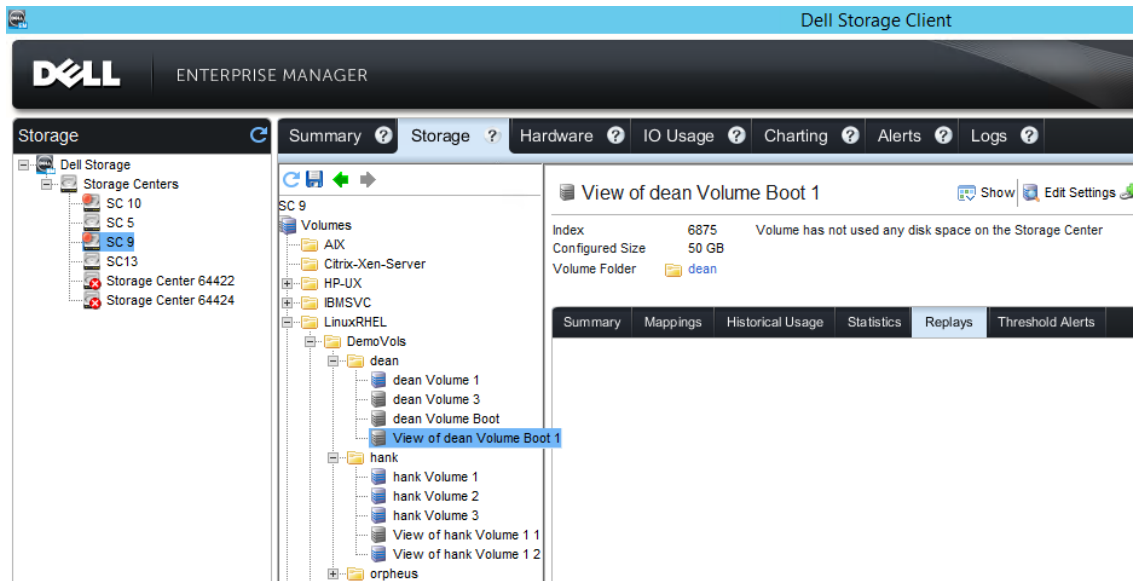 Dell Storage Client
DELL
ENTERPRISE MANAGER
Storage
Dell Storage
Storage Centers
SC 10
SC 5
SC 9
SC13
Storage Center 64422
Storage Center 64424
Summary ? Storage ? Hardware ? IO Usage ? Charting ? Alerts ? Logs ?
SC 9
Volumes
AIX
Citrix-Xen-Server
HP-UX
IBMSVC
LinuxRHEL
DemoVols
dean
dean Volume 1
dean Volume 3
dean Volume Boot
View of dean Volume Boot 1
hank
hank Volume 1
hank Volume 2
hank Volume 3
View of hank Volume 1 1
View of hank Volume 1 2
orpheus
View of dean Volume Boot 1
Show Edit Settings
Index 6875 Volume has not used any disk space on the Storage Center
Configured Size 50 GB
Volume Folder dean
Summary Mappings Historical Usage Statistics Replays Threshold Alerts